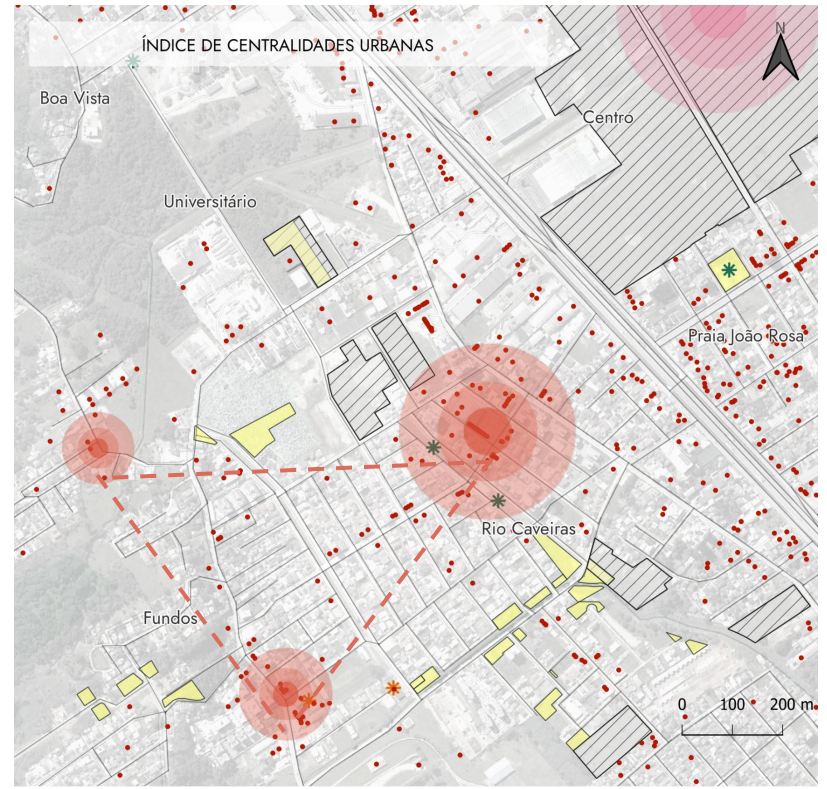 ÍNDICE DE CENTRALIDADES URBANAS
N
Boa Vista
Centro
Universitário
Praia João Rosa
Rio Caveiras
Fundos
0 100 200 m